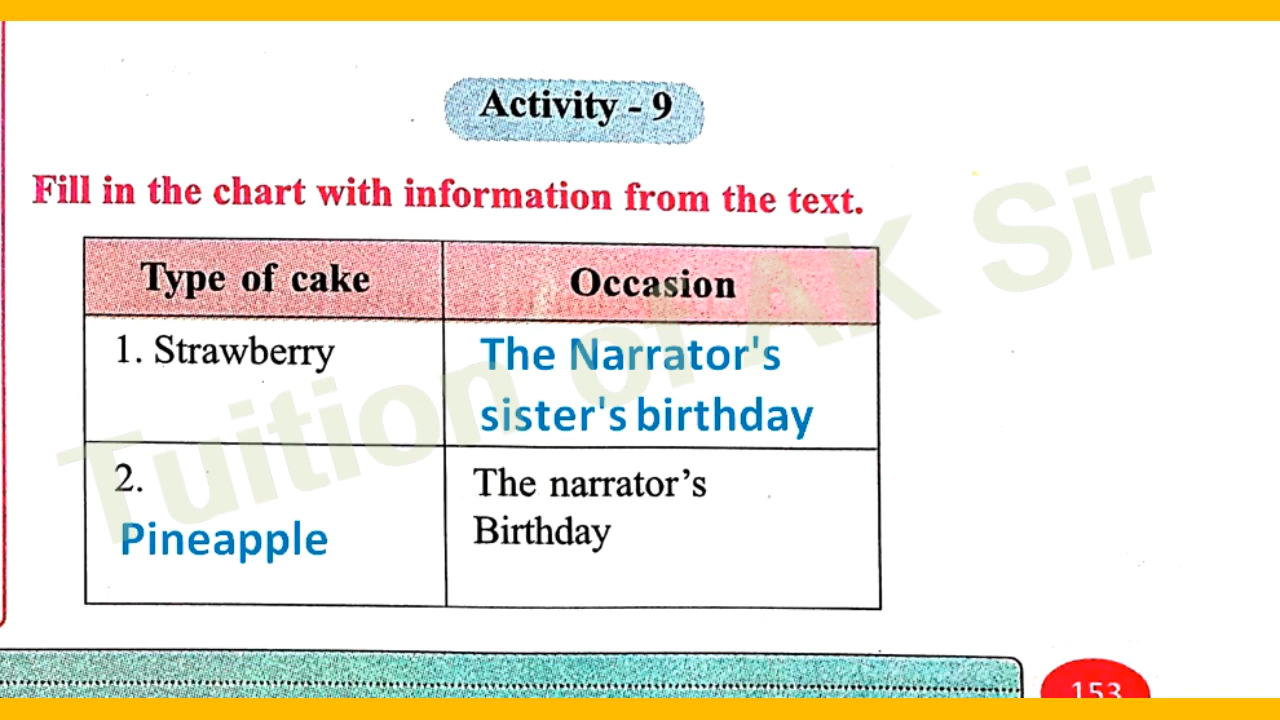 Activity - 9
Fill in the chart with information from the text.
Type of cake
Occasion
1. Strawberry
The Narrator's
sister's birthday
2.
Pineapple
The narrator's
Birthday
Tuition of AK Sir
153